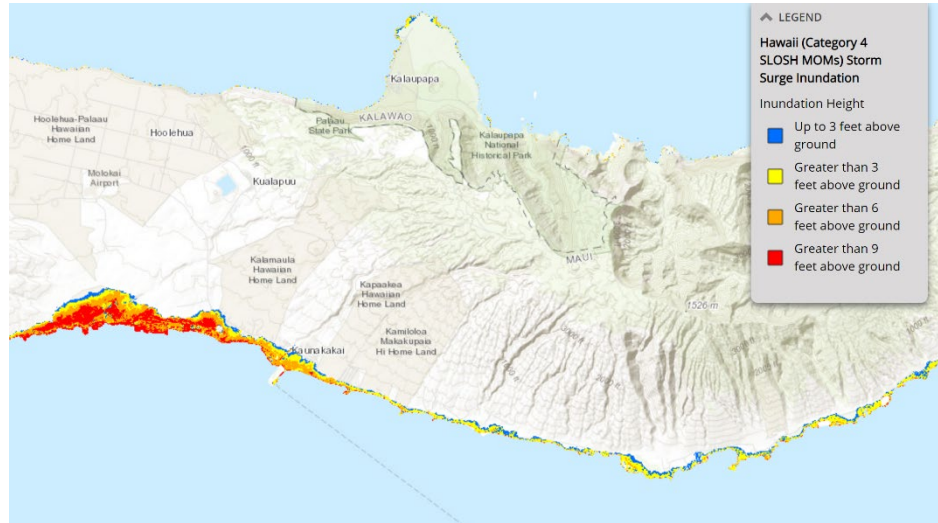 LEGEND
Hawaii (Category 4
SLOSH MOMs) Storm
Surge Inundation
Inundation Height
Up to 3 feet above
ground
Greater than 3
feet above ground
Greater than 6
feet above ground
Greater than 9
feet above ground
Kalaupapa
Hoolehua-Palaau
Hawaiian
Home Land
Hoolehua
Palaau
State Park
KALAWAO
Kalaupapa
National
Historical Park
1000 ft
Molokai
Airport
Kualapuu
Kalamaula
Hawaiian
Home Land
MAUI
Kapaakea
Hawaiian
Home Land
1526 m
Kamiloloa
Makakupaia
Hi Home Land
Kaunakakai